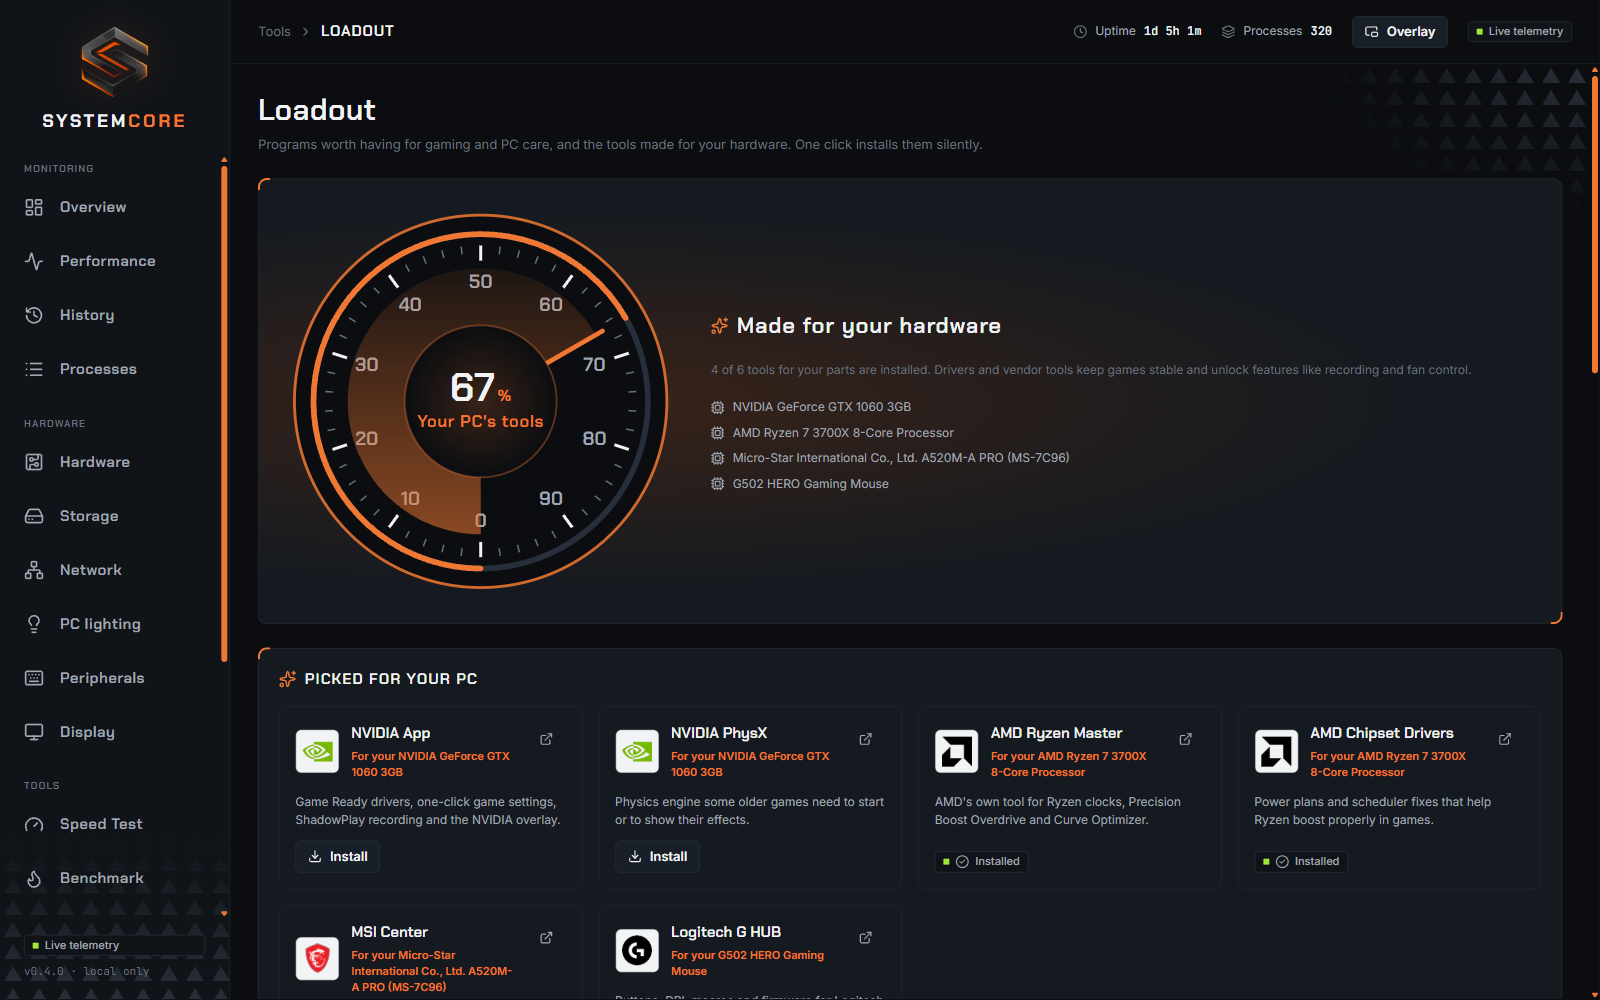 SYSTEMCORE
MONITORING
Overview
Performance
History
Processes
HARDWARE
Hardware
Storage
Network
PC lighting
Peripherals
Display
TOOLS
Speed Test
Benchmark
Live telemetry
v0.4.0 · local only
Tools > LOADOUT
Uptime 1d 5h 1m
Processes 320
Overlay
Live telemetry
Loadout
Programs worth having for gaming and PC care, and the tools made for your hardware. One click installs them silently.
0
10
20
30
40
50
60
70
80
90
67 %
Your PC's tools
Made for your hardware
4 of 6 tools for your parts are installed. Drivers and vendor tools keep games stable and unlock features like recording and fan control.
NVIDIA GeForce GTX 1060 3GB
AMD Ryzen 7 3700X 8-Core Processor
Micro-Star International Co., Ltd. A520M-A PRO (MS-7C96)
G502 HERO Gaming Mouse
PICKED FOR YOUR PC
NVIDIA App
For your NVIDIA GeForce GTX
1060 3GB
Game Ready drivers, one-click game settings,
ShadowPlay recording and the NVIDIA overlay.
Install
NVIDIA PhysX
For your NVIDIA GeForce GTX
1060 3GB
Physics engine some older games need to start
or to show their effects.
Install
AMD Ryzen Master
For your AMD Ryzen 7 3700X
8-Core Processor
AMD's own tool for Ryzen clocks, Precision
Boost Overdrive and Curve Optimizer.
Installed
AMD Chipset Drivers
For your AMD Ryzen 7 3700X
8-Core Processor
Power plans and scheduler fixes that help
Ryzen boost properly in games.
Installed
MSI Center
For your Micro-Star
International Co., Ltd. A520M-
A PRO (MS-7C96)
Logitech G HUB
For your G502 HERO Gaming
Mouse